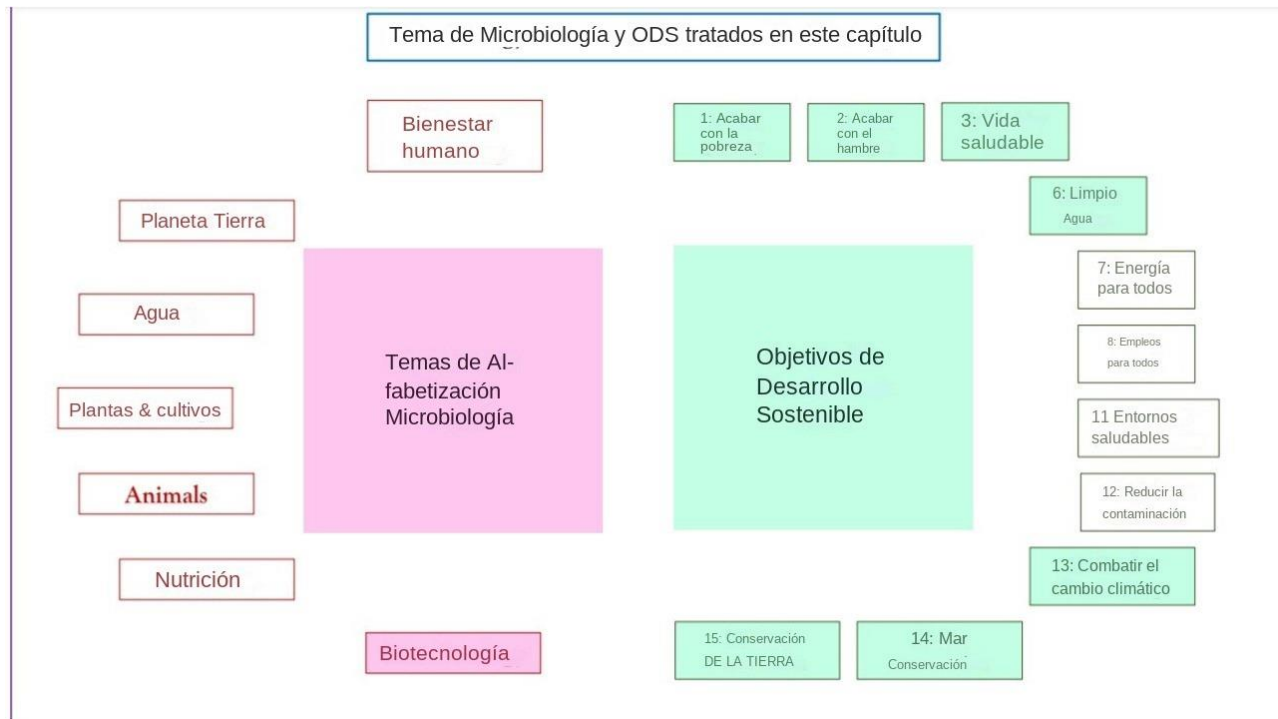 Tema de Microbiología y ODS tratados en este capítulo
Bienestar
humano
Planeta Tierra
Agua
Plantas & cultivos
Animals
Nutrición
Biotecnología
Temas de Al-
fabetización
Microbiología
Objetivos de
Desarrollo
Sostenible
1: Acabar
con la
pobreza
2: Acabar
con el
hambre
3: Vida
saludable
6: Limpio
Agua
7: Energía
para todos
8: Empleos
para todos
11 Entornos
saludables
12: Reducir la
contaminación
13: Combatir el
cambio climático
14: Mar
Conservación
15: Conservación
DE LA TIERRA